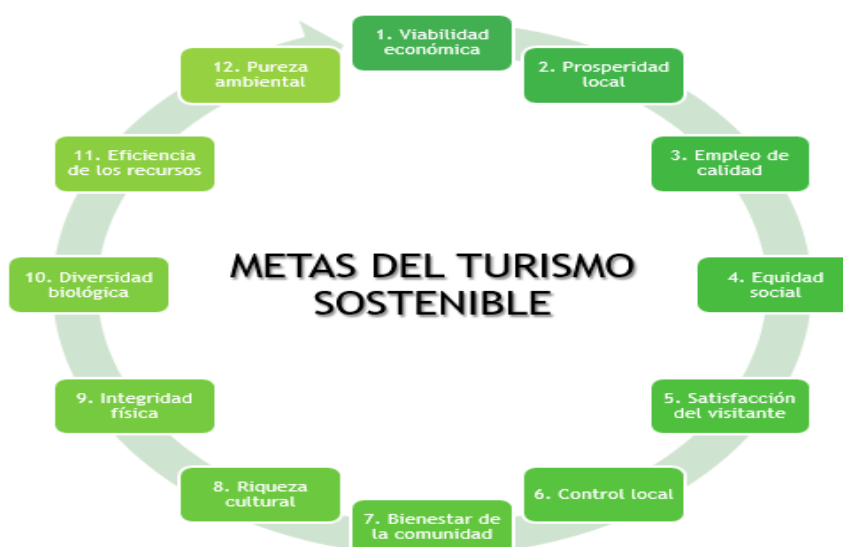 1. Viabilidad
económica
2. Prosperidad
local
3. Empleo de
calidad
4. Equidad
social
5. Satisfacción
del visitante
6. Control local
7. Bienestar de
la comunidad
8. Riqueza
cultural
9. Integridad
física
10. Diversidad
biológica
11. Eficiencia
de los recursos
12. Pureza
ambiental
METAS DEL TURISMO
SOSTENIBLE